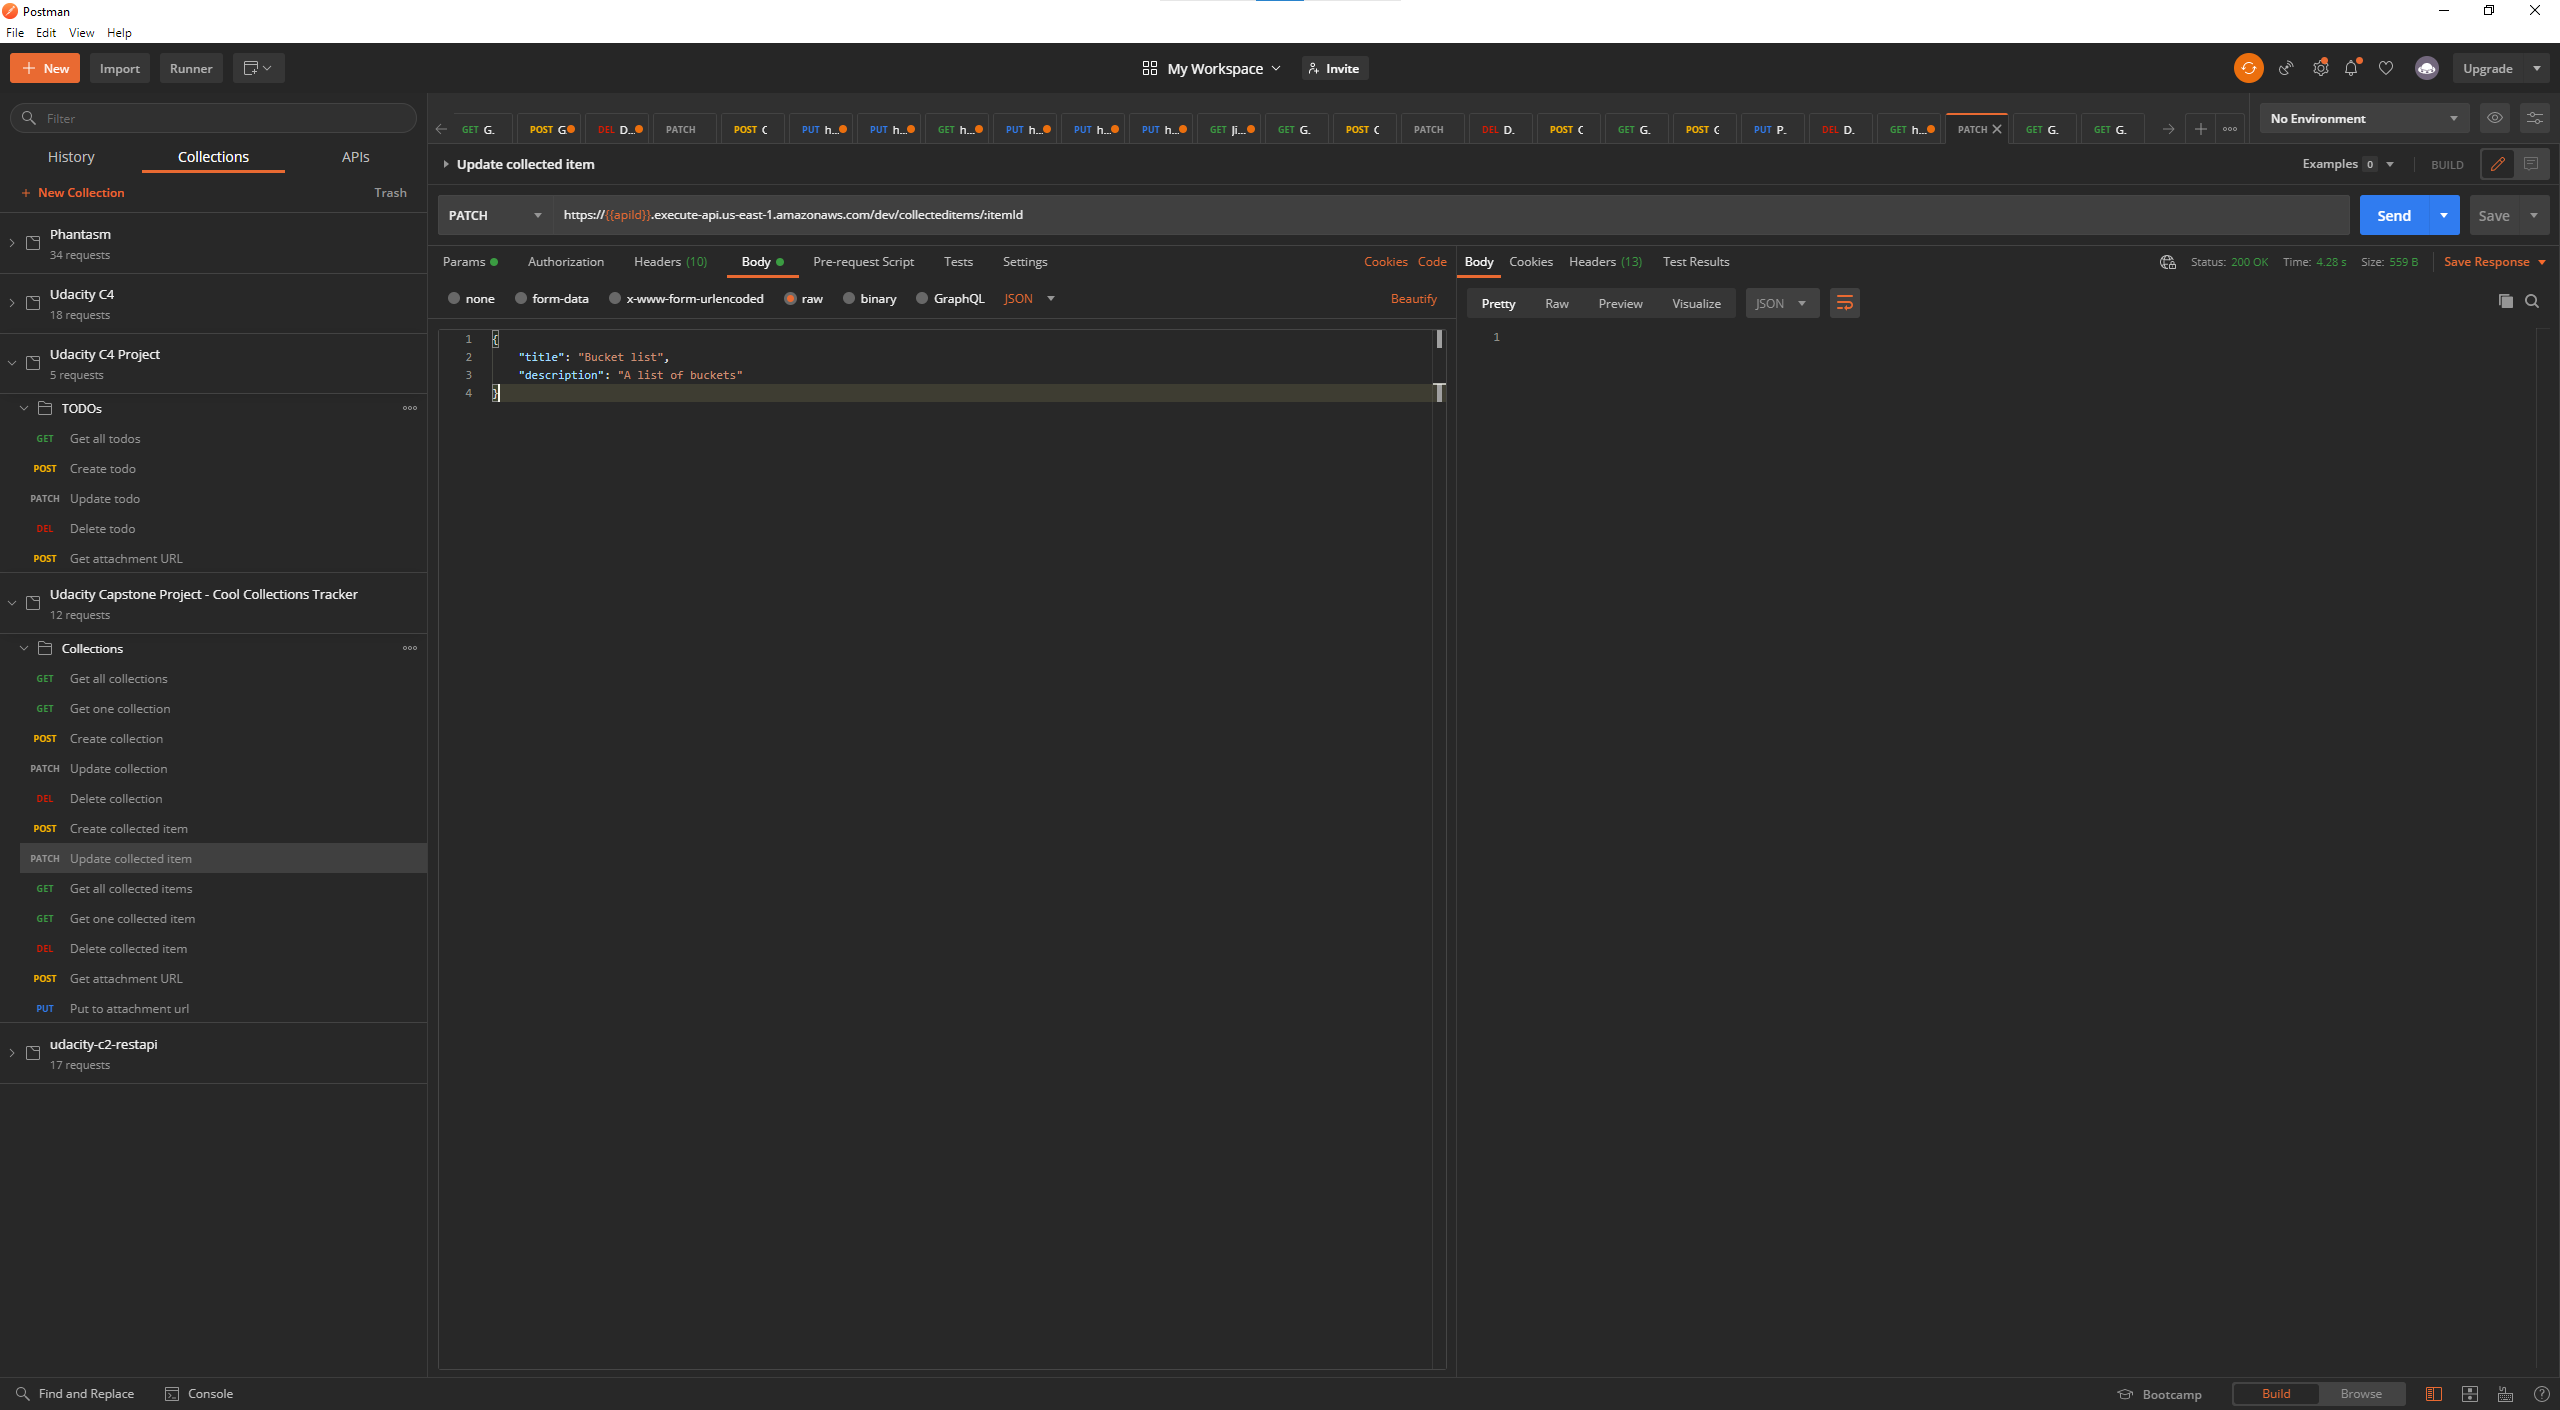 Postman
File Edit View Help
New Import Runner My Workspace Invite Upgrade
Filter
GET G. POST G DEL D... PATCH POST C PUT h... PUT h... GET h... PUT h... PUT h... PUT h... GET Ji... GET G. POST C PATCH DEL D. POST C GET G. POST G PUT P. DEL D. GET h... PATCH GET G. GET G. No Environment
History Collections APIs
New Collection Trash
Update collected item Examples 0 BUILD
PATCH https://{{apiId}}.execute-api.us-east-1.amazonaws.com/dev/collecteditems/:itemId Send Save
Params Authorization Headers (10) Body Pre-request Script Tests Settings Cookies Code
none form-data x-www-form-urlencoded raw binary GraphQL JSON Beautify
1 {
2 "title": "Bucket list",
3 "description": "A list of buckets"
4 }
Body Cookies Headers (13) Test Results Status: 200 OK Time: 4.28 s Size: 559 B Save Response
Pretty Raw Preview Visualize JSON
1
Phantasm
34 requests
Udacity C4
18 requests
Udacity C4 Project
5 requests
TODOs
GET Get all todos
POST Create todo
PATCH Update todo
DEL Delete todo
POST Get attachment URL
Udacity Capstone Project - Cool Collections Tracker
12 requests
Collections
GET Get all collections
GET Get one collection
POST Create collection
PATCH Update collection
DEL Delete collection
POST Create collected item
PATCH Update collected item
GET Get all collected items
GET Get one collected item
DEL Delete collected item
POST Get attachment URL
PUT Put to attachment url
udacity-c2-restapi
17 requests
Find and Replace Console Bootcamp Build Browse